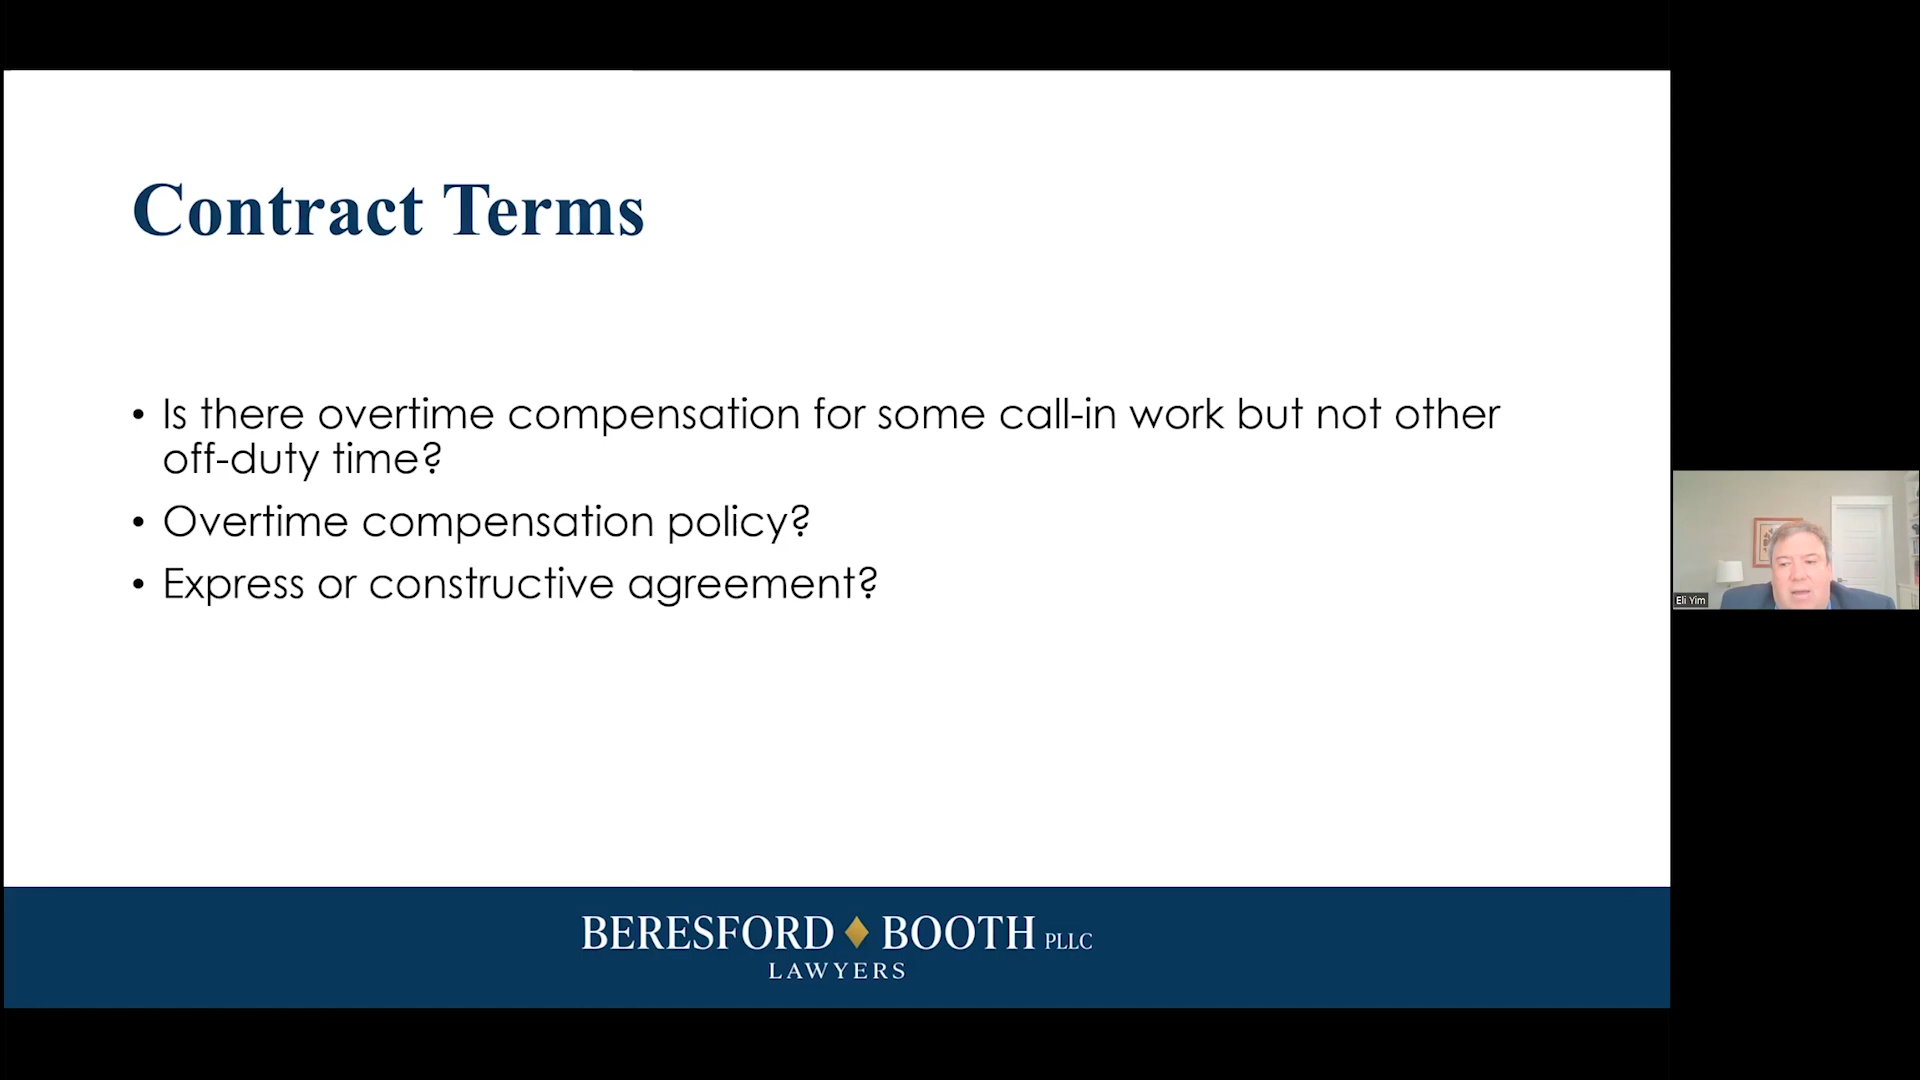 Contract Terms
• Is there overtime compensation for some call-in work but not other
off-duty time?
• Overtime compensation policy?
• Express or constructive agreement?
Eli Yim
BERESFORD BOOTH PLLC
LAWYERS